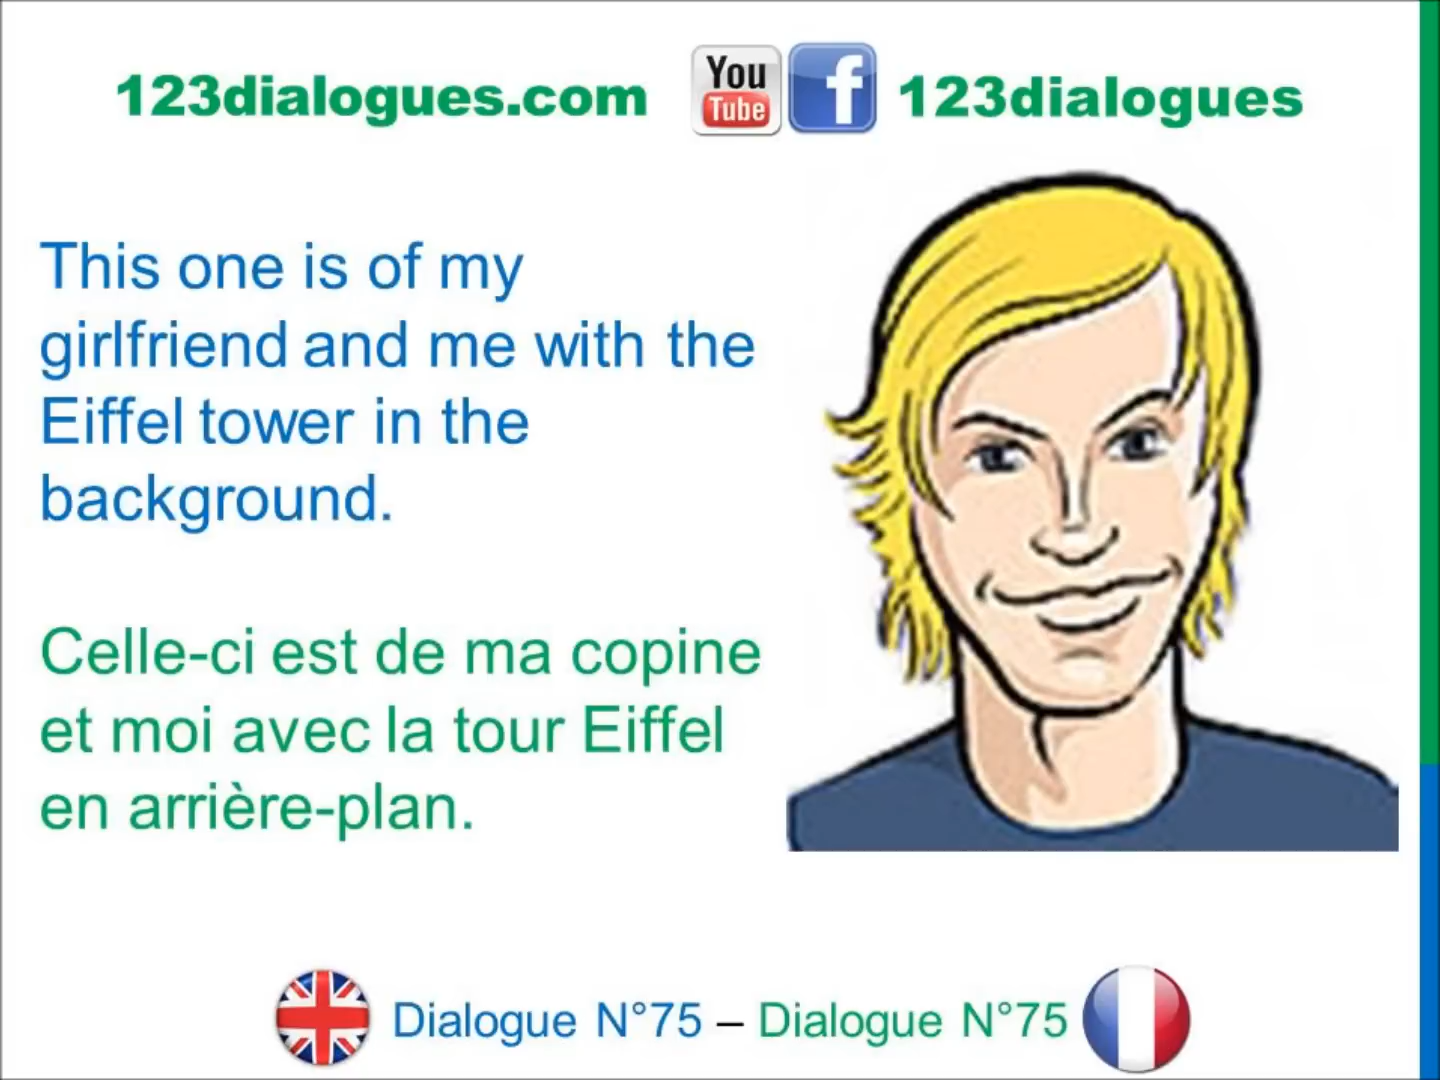 123dialogues.com You Tube f 123dialogues
This one is of my
girlfriend and me with the
Eiffel tower in the
background.
Celle-ci est de ma copine
et moi avec la tour Eiffel
en arrière-plan.
Dialogue N°75 – Dialogue N°75